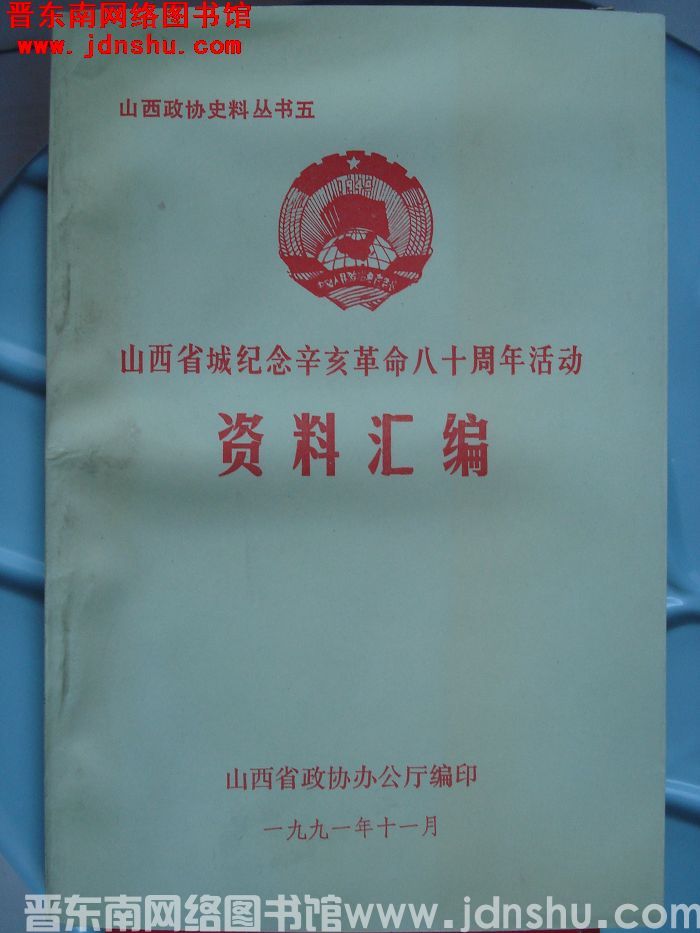 晋东南网络图书馆
www.jdnshu.com
山西政协史料丛书五
山西省城纪念辛亥革命八十周年活动
资料汇编
山西省政协办公厅编印
一九九一年十一月
晋东南网络图书馆www.jdnshu.com